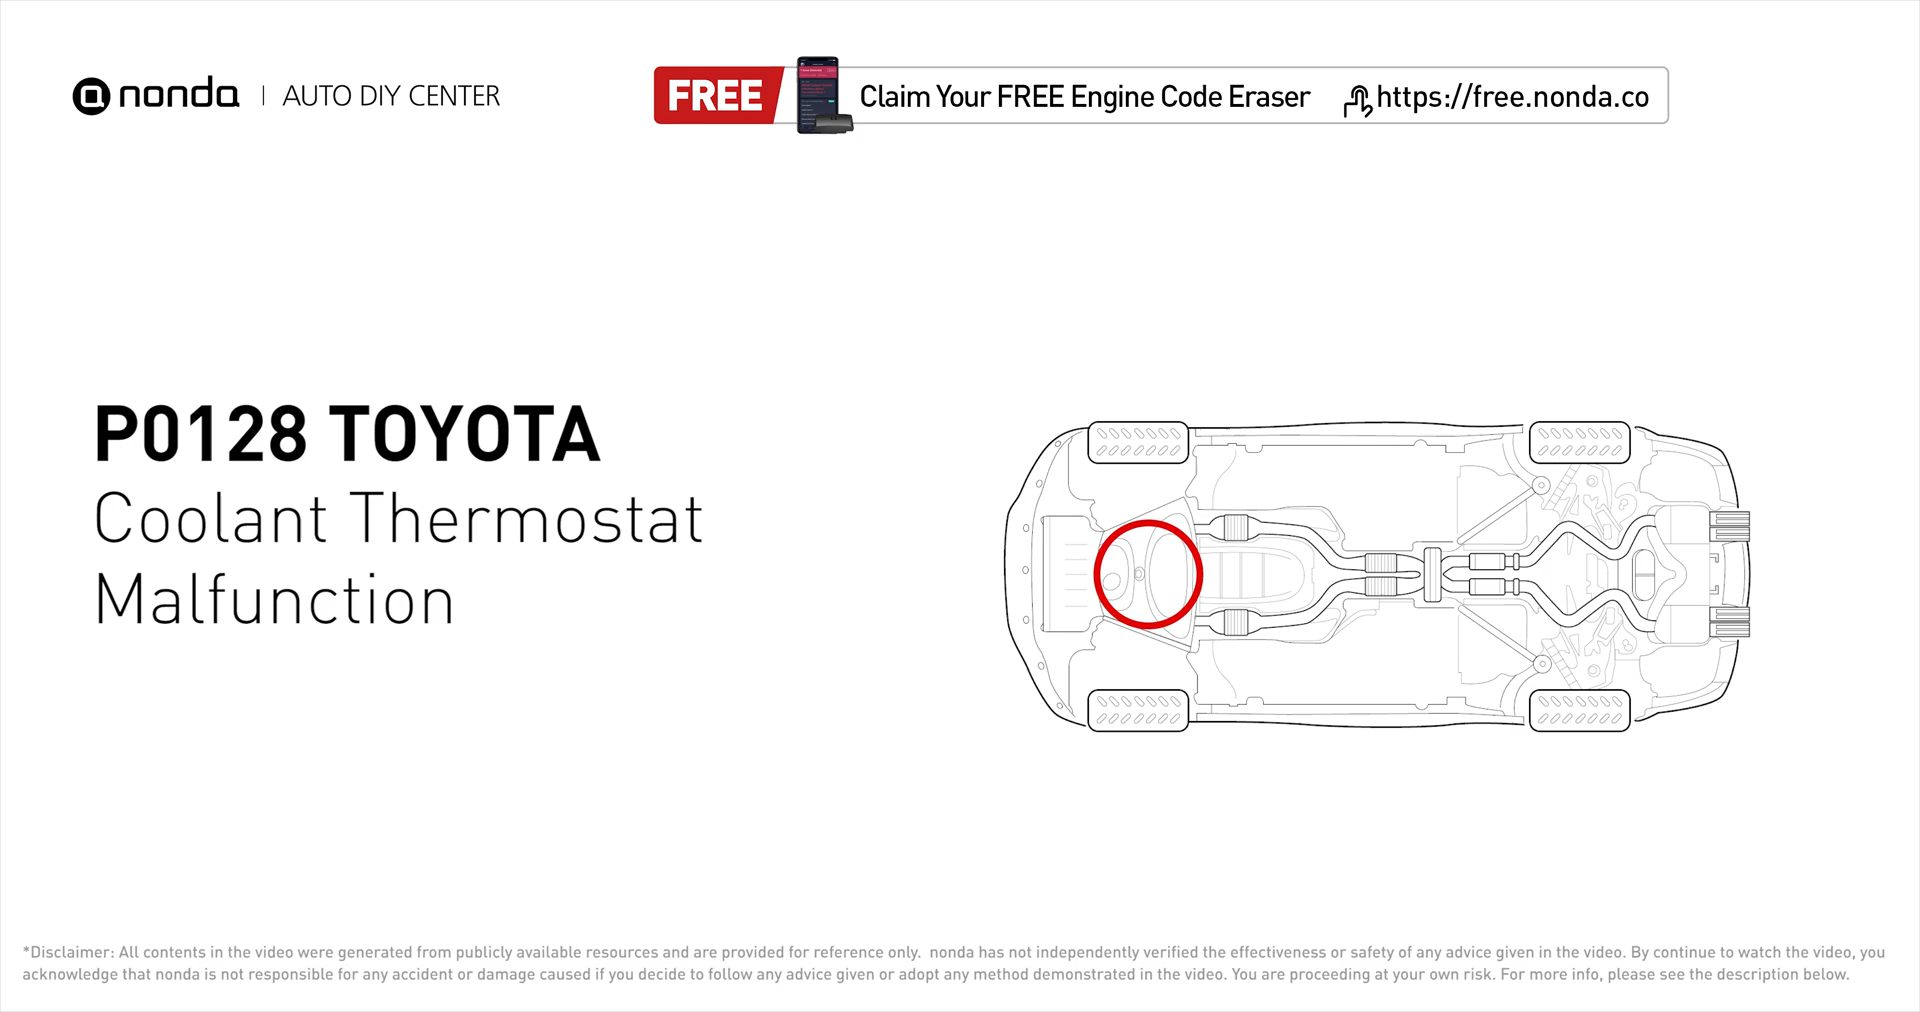 nonda | AUTO DIY CENTER
FREE Claim Your FREE Engine Code Eraser https://free.nonda.co
P0128 TOYOTA
Coolant Thermostat
Malfunction
*Disclaimer: All contents in the video were generated from publicly available resources and are provided for reference only. nonda has not independently verified the effectiveness or safety of any advice given in the video. By continue to watch the video, you
acknowledge that nonda is not responsible for any accident or damage caused if you decide to follow any advice given or adopt any method demonstrated in the video. You are proceeding at your own risk. For more info, please see the description below.